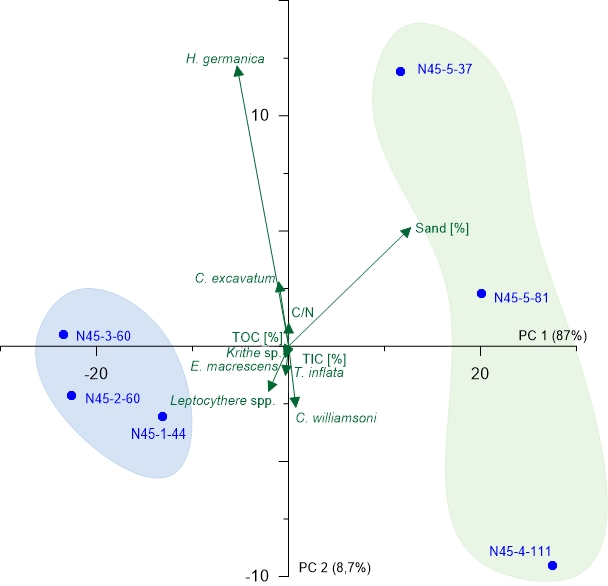 H. germanica
N45-5-37
10
Sand [%]
C. excavatum
N45-5-81
C/N
TOC [%]
PC 1 (87%)
N45-3-60
Krithe sp.
TIC [%]
E. macrescens
T. inflata
-20
20
N45-2-60
Leptocythere spp.
C. williamsoni
N45-1-44
N45-4-111
PC 2 (8,7%)
-10